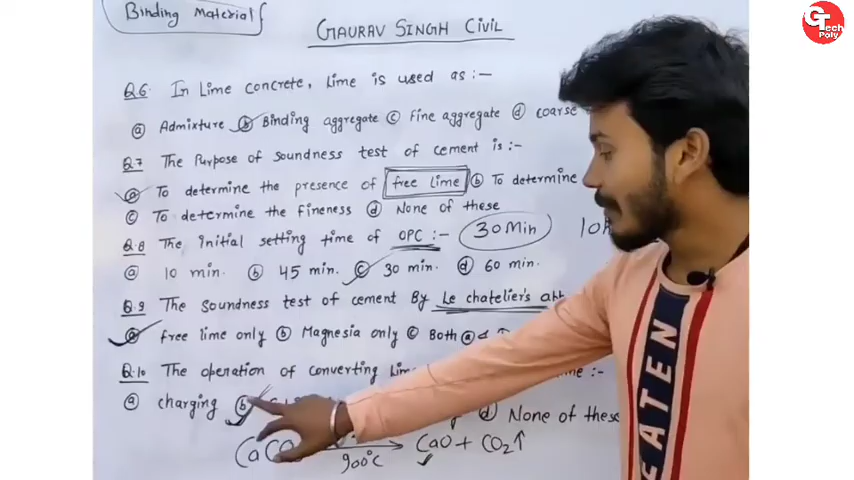 Binding Material
GAURAV SINGH CIVIL
GTech Poly
Q.6. In Lime concrete, Lime is used as :-
(a) Admixture (b) Binding aggregate (c) Fine aggregate (d) coarse
Q.7 The Purpose of soundness test of cement is :-
(a) To determine the presence of free lime (b) To determine
(c) To determine the fineness (d) None of these
Q.8 The initial setting time of OPC :- 30 Min
(a) 10 min. (b) 45 min. (c) 30 min. (d) 60 min.
Q.9 The soundness test of cement By Le chatelier's
(a) free lime only (b) Magnesia only (c) Both (a) &
Q.10 The operation of converting :-
(a) charging (b) (d) None of these
900°C CaO + CO2↑
EATEN
EATEN